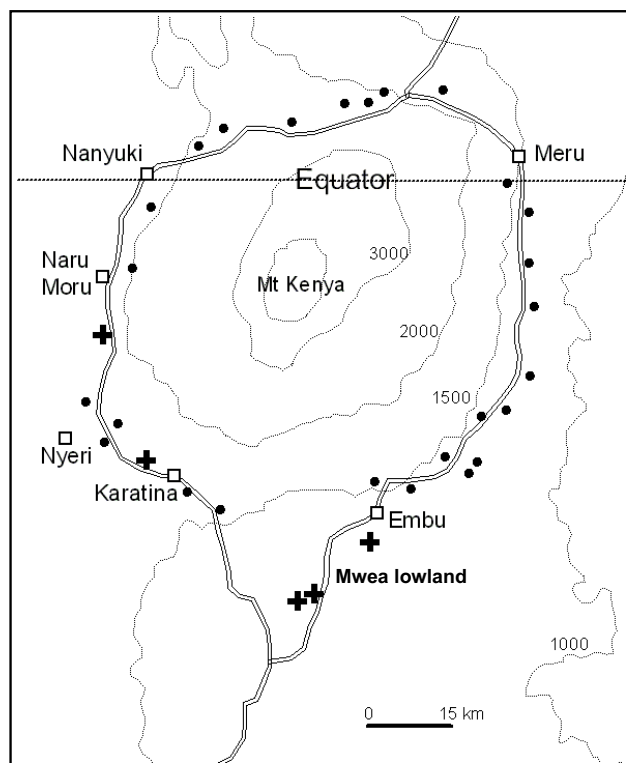 Nanyuki
Meru
Equator
3000
Naru
Moru
Mt Kenya
2000
1500
Nyeri
Karatina
Embu
Mwea lowland
1000
0 15 km